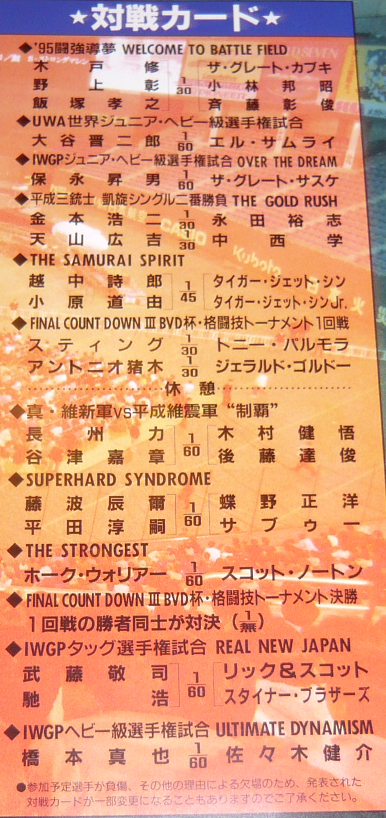 ★対戦カード★
◆'95闘強導夢 WELCOME TO BATTLE FIELD
木戸修 ザ・グレート・カブキ
野上彰 1/30 小林邦昭
飯塚孝之 斉藤彰俊
◆UWA世界ジュニア・ヘビー級選手権試合
大谷晋二郎 1/60 エル・サムライ
◆IWGPジュニア・ヘビー級選手権試合 OVER THE DREAM
保永昇男 1/60 ザ・グレート・サスケ
◆平成三銃士 凱旋シングル二番勝負 THE GOLD RUSH
金本浩二 1/30 永田裕志
天山広吉 1/30 中西学
◆THE SAMURAI SPIRIT
越中詩郎 タイガー・ジェット・シン
1/45
小原道由 タイガー・ジェット・シンJr.
◆FINAL COUNT DOWN III BVD杯・格闘技トーナメント1回戦
スティング 1/30 トニー・パルモラ
アントニオ猪木 1/30 ジェラルド・ゴルドー
休憩
◆真・維新軍VS平成維震軍“制覇”
長州力 木村健悟
1/60
谷津嘉章 後藤達俊
◆SUPERHARD SYNDROME
藤波辰爾 蝶野正洋
1/60
平田淳嗣 サブゥー
◆THE STRONGEST
ホーク・ウォリアー 1/60 スコット・ノートン
◆FINAL COUNT DOWN III BVD杯・格闘技トーナメント決勝
1回戦の勝者同士が対決（1/無）
◆IWGPタッグ選手権試合 REAL NEW JAPAN
武藤敬司 リック&スコット
1/60
馳浩 スタイナー・ブラザーズ
◆IWGPヘビー級選手権試合 ULTIMATE DYNAMISM
橋本真也 1/60 佐々木健介
●参加予定選手が負傷、その他の理由による欠場のため、発表された
対戦カードが一部変更になることもありますのでご了承ください。